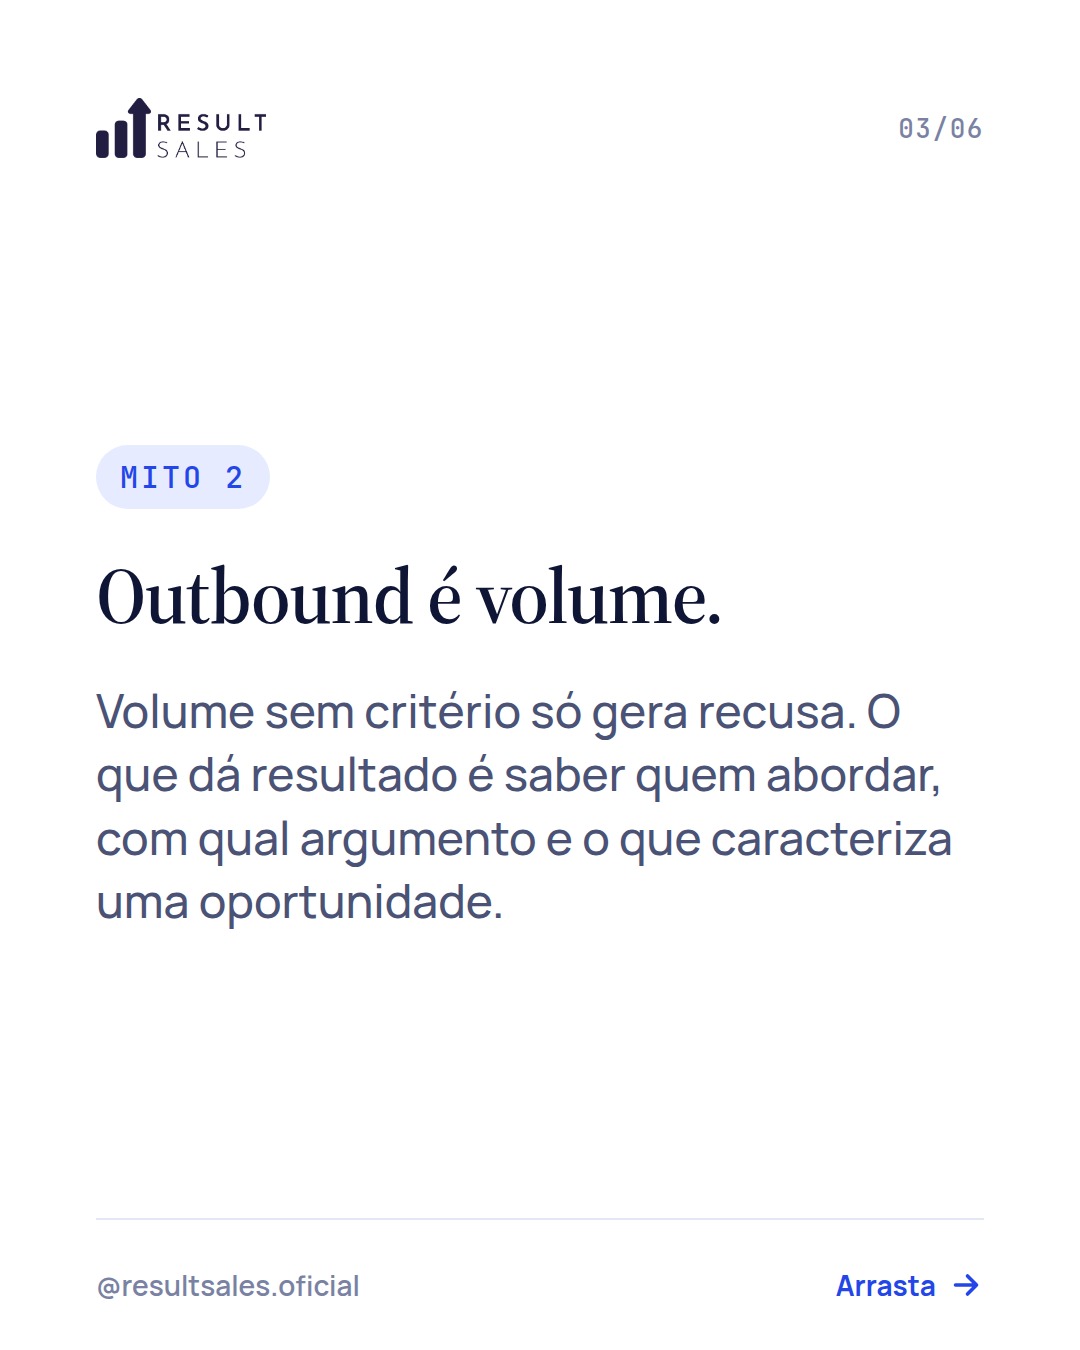 RESULT
SALES
03/06
MITO 2
Outbound é volume.
Volume sem critério só gera recusa. O
que dá resultado é saber quem abordar,
com qual argumento e o que caracteriza
uma oportunidade.
@resultsales.oficial
Arrasta →